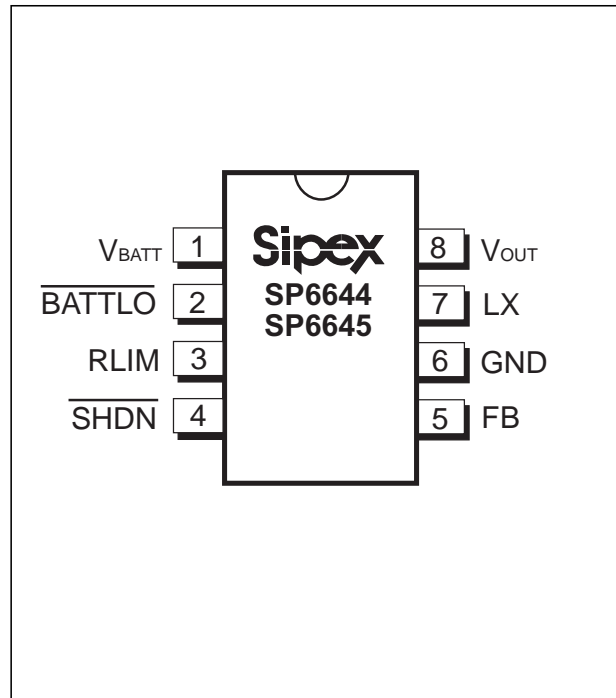 Sipex
SP6644
SP6645
VBATT 1
BATTLO 2
RLIM 3
SHDN 4
8 VOUT
7 LX
6 GND
5 FB